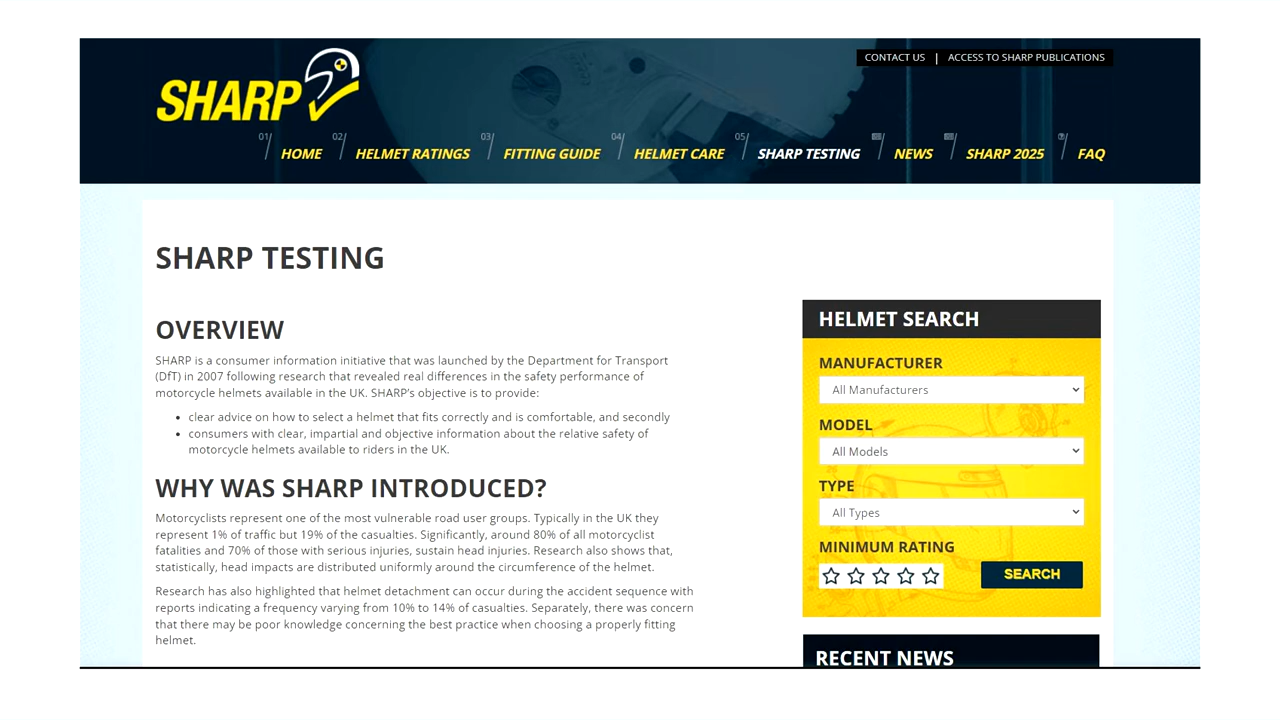 CONTACT US | ACCESS TO SHARP PUBLICATIONS
SHARP
01/ 02/ 03/ 04/ 05/
HOME HELMET RATINGS FITTING GUIDE HELMET CARE SHARP TESTING NEWS SHARP 2025 FAQ
SHARP TESTING
OVERVIEW
SHARP is a consumer information initiative that was launched by the Department for Transport
(DfT) in 2007 following research that revealed real differences in the safety performance of
motorcycle helmets available in the UK. SHARP's objective is to provide:
• clear advice on how to select a helmet that fits correctly and is comfortable, and secondly
• consumers with clear, impartial and objective information about the relative safety of
motorcycle helmets available to riders in the UK.
WHY WAS SHARP INTRODUCED?
Motorcyclists represent one of the most vulnerable road user groups. Typically in the UK they
represent 1% of traffic but 19% of the casualties. Significantly, around 80% of all motorcyclist
fatalities and 70% of those with serious injuries, sustain head injuries. Research also shows that,
statistically, head impacts are distributed uniformly around the circumference of the helmet.
Research has also highlighted that helmet detachment can occur during the accident sequence with
reports indicating a frequency varying from 10% to 14% of casualties. Separately, there was concern
that there may be poor knowledge concerning the best practice when choosing a properly fitting
helmet.
HELMET SEARCH
MANUFACTURER
All Manufacturers
MODEL
All Models
TYPE
All Types
MINIMUM RATING
SEARCH
RECENT NEWS